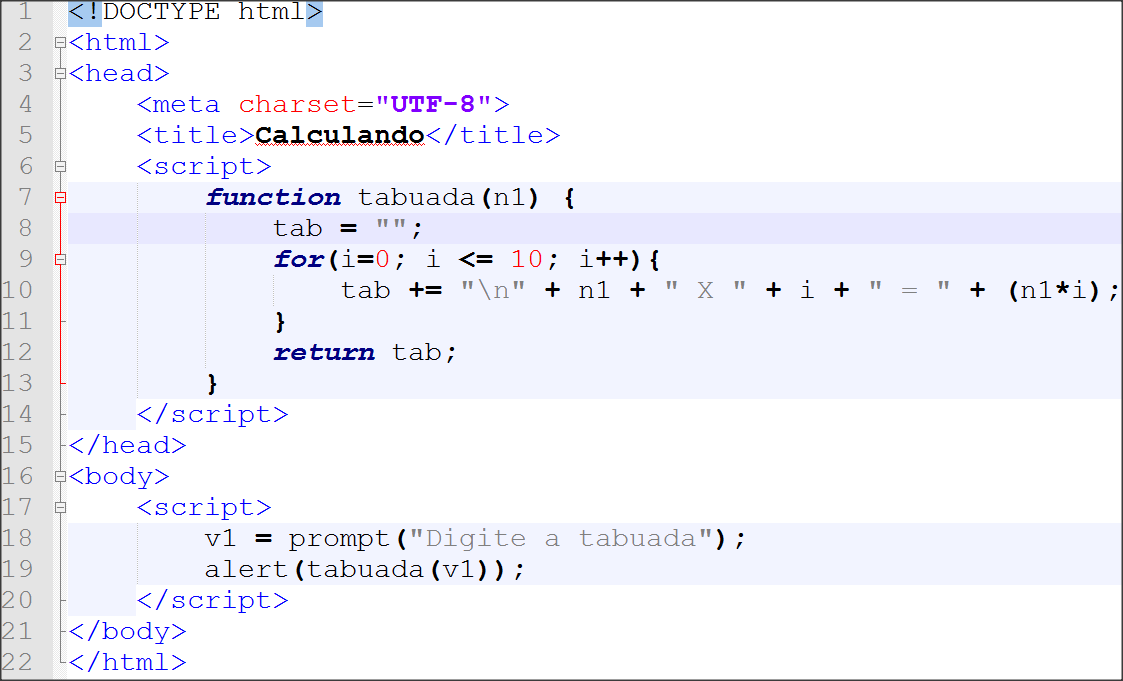 1 <!DOCTYPE html>
2 <html>
3 <head>
4 <meta charset="UTF-8">
5 <title>Calculando</title>
6 <script>
7 function tabuada(n1) {
8 tab = "";
9 for(i=0; i <= 10; i++){
10 tab += "\n" + n1 + " X " + i + " = " + (n1*i);
11 }
12 return tab;
13 }
14 </script>
15 </head>
16 <body>
17 <script>
18 v1 = prompt("Digite a tabuada");
19 alert(tabuada(v1));
20 </script>
21 </body>
22 </html>